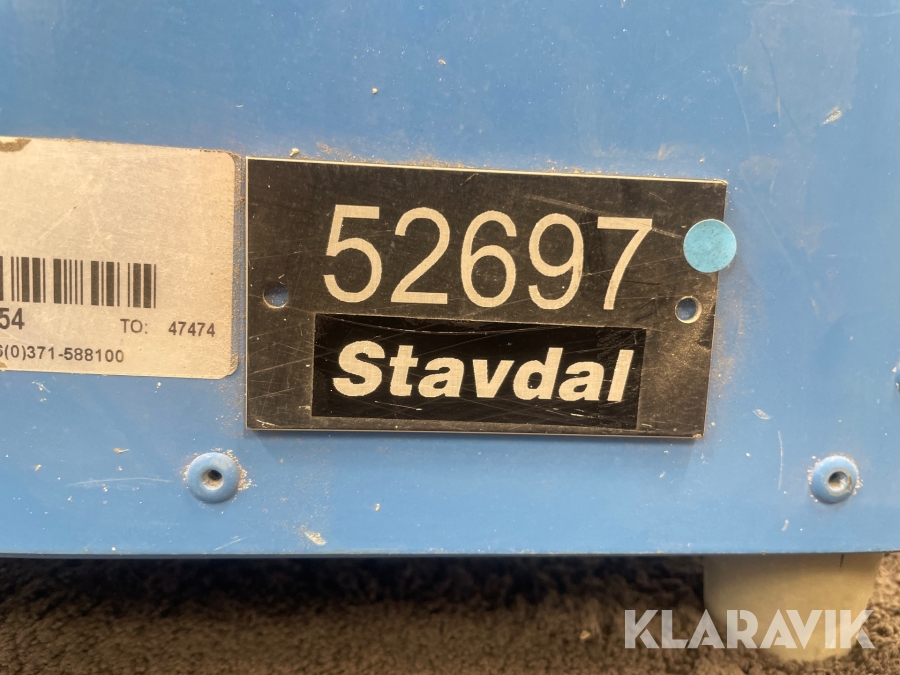 52697
Stavdal
54
TO: 47474
6(0)371-588100
KLARAVIK